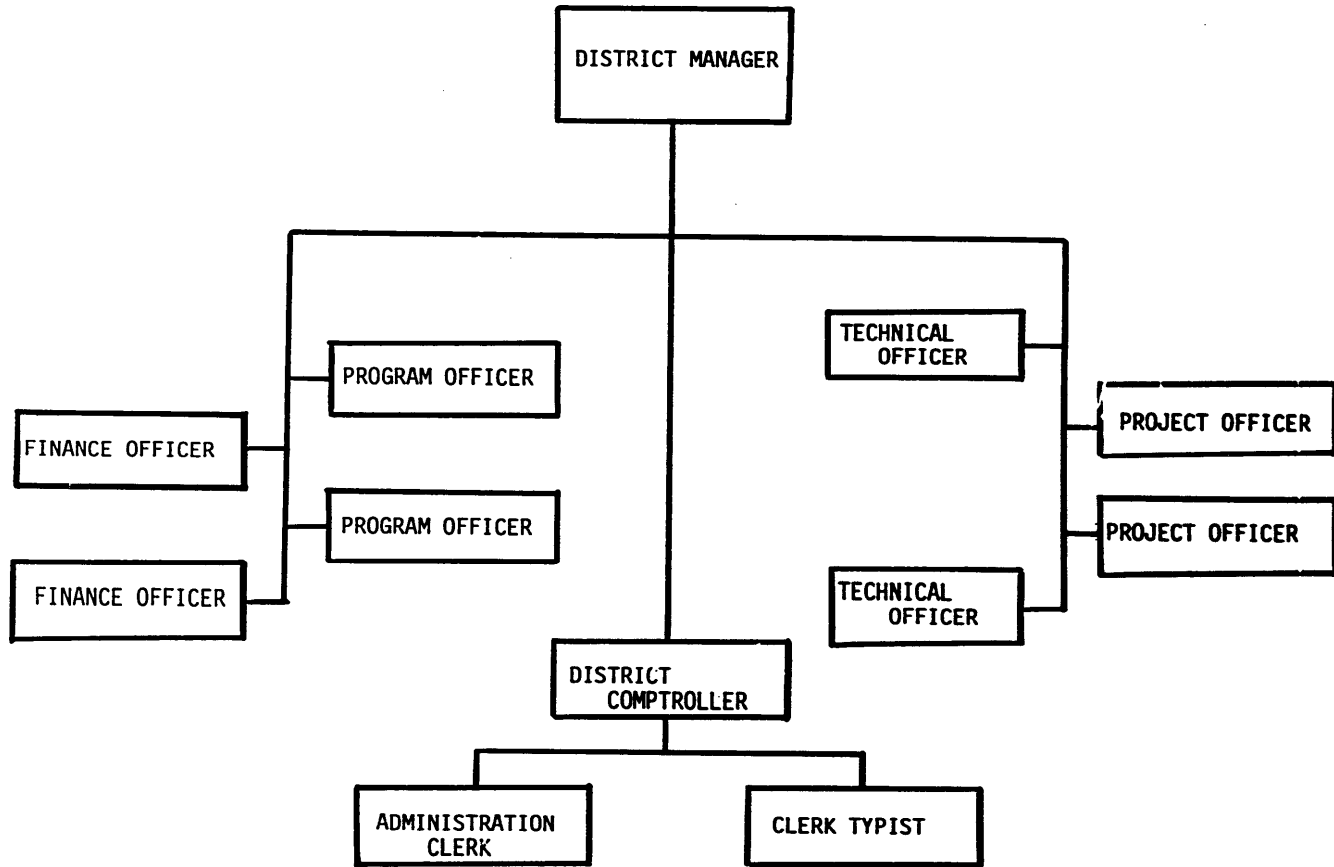 DISTRICT MANAGER
TECHNICAL
OFFICER
PROGRAM OFFICER
PROJECT OFFICER
FINANCE OFFICER
PROGRAM OFFICER
PROJECT OFFICER
FINANCE OFFICER
TECHNICAL
OFFICER
DISTRICT
COMPTROLLER
ADMINISTRATION
CLERK
CLERK TYPIST